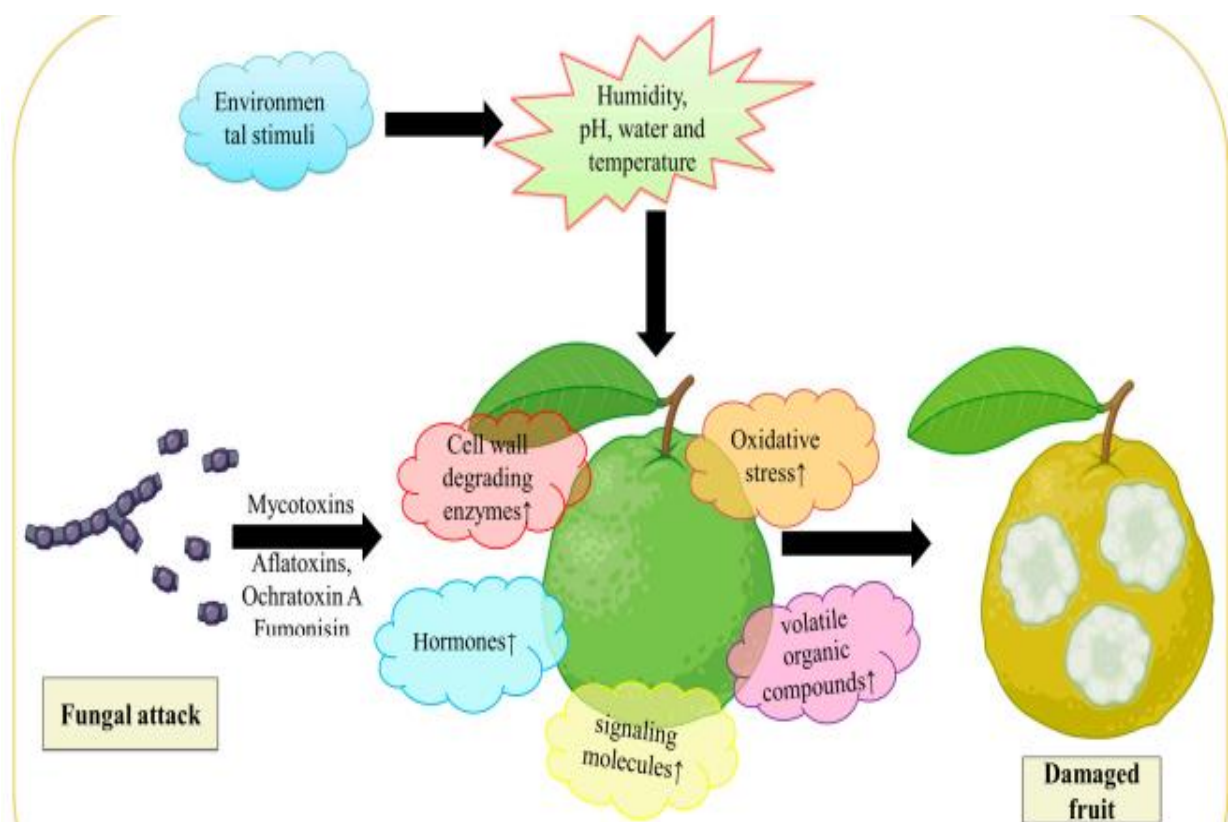 Environmen
tal stimuli
Humidity,
pH, water and
temperature
Cell wall
degrading
enzymes↑
Oxidative
stress↑
Mycotoxins
Aflatoxins,
Ochratoxin A
Fumonisin
Hormones↑
volatile
organic
compounds↑
signaling
molecules↑
Fungal attack
Damaged
fruit